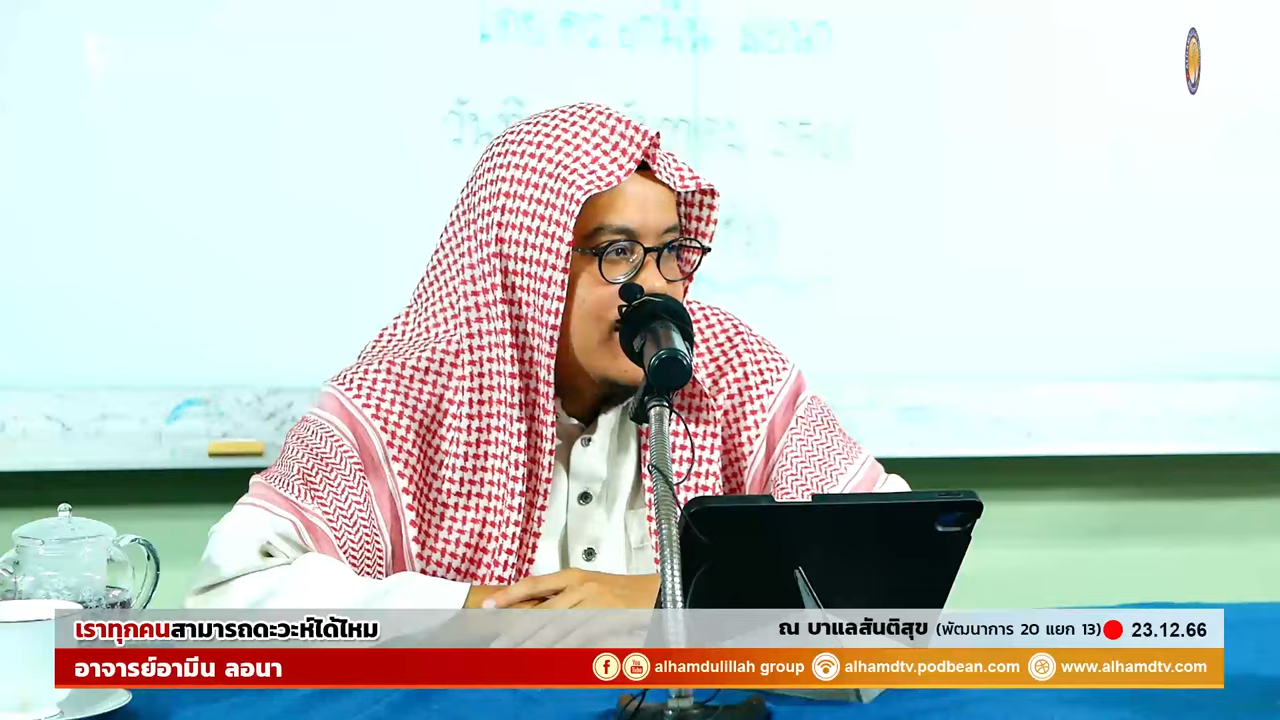 เราทุกคนสามารถดะวะห์ได้ไหม
ณ บาแลสันติสุข (พัฒนาการ 20 แยก 13) 23.12.66
อาจารย์อามีน ลอนา
alhamdulillah group alhamdtv.podbean.com www.alhamdtv.com